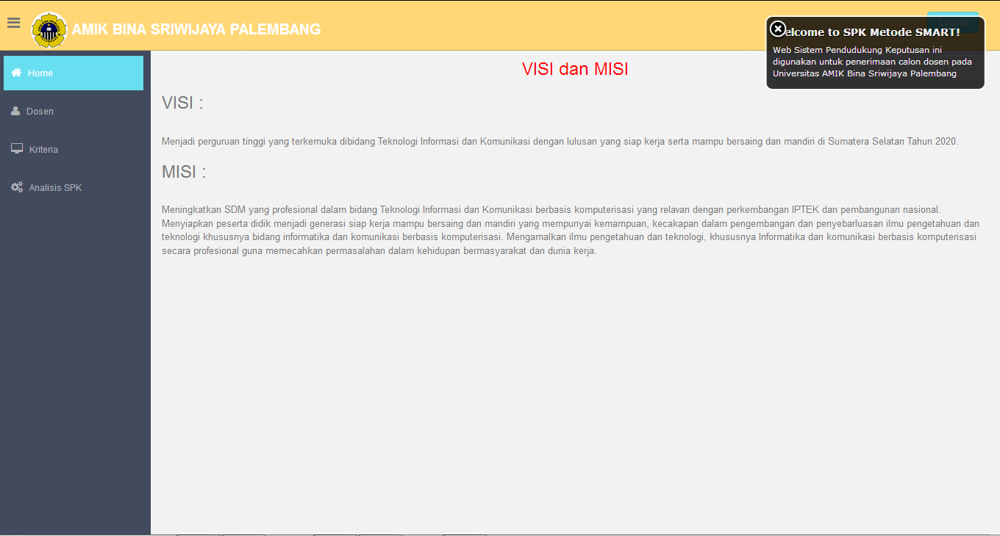 AMIK BINA SRIWIJAYA PALEMBANG
Logout
elcome to SPK Metode SMART!
Web Sistem Pendudukung Keputusan ini
digunakan untuk penerimaan calon dosen pada
Universitas AMIK Bina Sriwijaya Palembang
Home
Dosen
Kriteria
Analisis SPK
VISI dan MISI
VISI :
Menjadi perguruan tinggi yang terkemuka dibidang Teknologi Informasi dan Komunikasi dengan lulusan yang siap kerja serta mampu bersaing dan mandiri di Sumatera Selatan Tahun 2020.
MISI :
Meningkatkan SDM yang profesional dalam bidang Teknologi Informasi dan Komunikasi berbasis komputerisasi yang relavan dengan perkembangan IPTEK dan pembangunan nasional.
Menyiapkan peserta didik menjadi generasi siap kerja mampu bersaing dan mandiri yang mempunyai kemampuan, kecakapan dalam pengembangan dan penyebarluasan ilmu pengetahuan dan
teknologi khususnya bidang informatika dan komunikasi berbasis komputerisasi. Mengamalkan ilmu pengetahuan dan teknologi, khususnya Informatika dan komunikasi berbasis komputerisasi
secara profesional guna memecahkan permasalahan dalam kehidupan bermasyarakat dan dunia kerja.